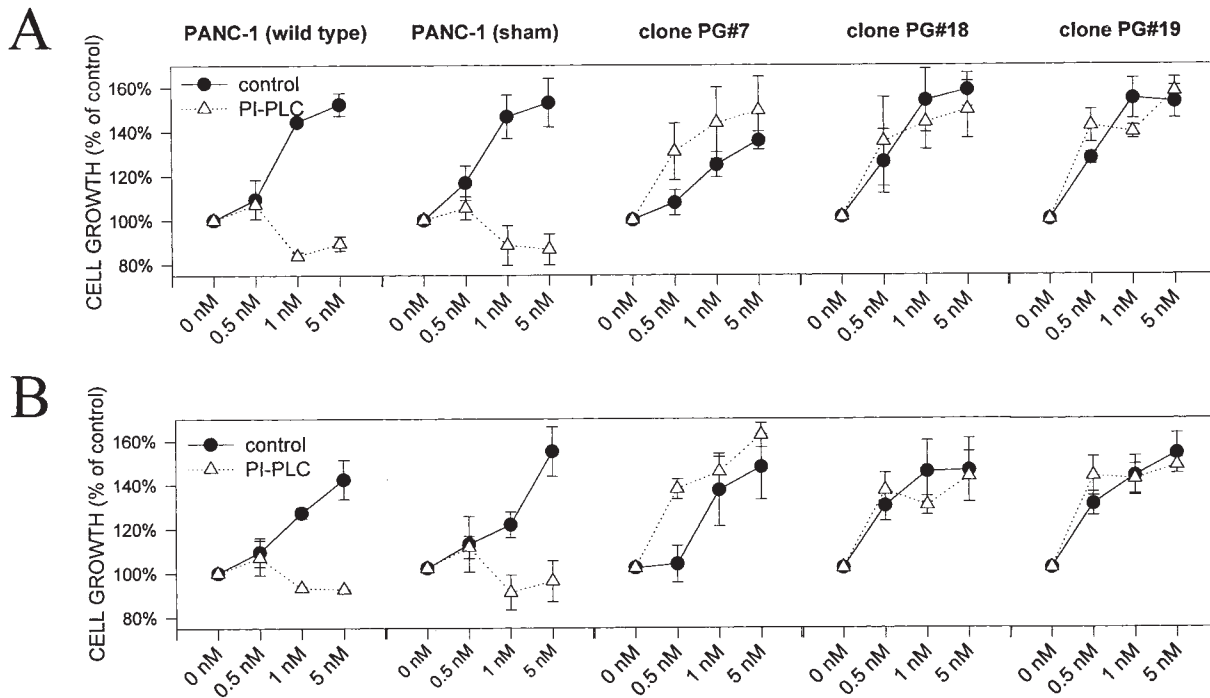 A
PANC-1 (wild type) PANC-1 (sham) clone PG#7 clone PG#18 clone PG#19
CELL GROWTH (% of control)
160%
140%
120%
100%
80%
control
PI-PLC
0 nM 0.5 nM 1 nM 5 nM 0 nM 0.5 nM 1 nM 5 nM 0 nM 0.5 nM 1 nM 5 nM 0 nM 0.5 nM 1 nM 5 nM 0 nM 0.5 nM 1 nM 5 nM
B
CELL GROWTH (% of control)
160%
140%
120%
100%
80%
control
PI-PLC
0 nM 0.5 nM 1 nM 5 nM 0 nM 0.5 nM 1 nM 5 nM 0 nM 0.5 nM 1 nM 5 nM 0 nM 0.5 nM 1 nM 5 nM 0 nM 0.5 nM 1 nM 5 nM